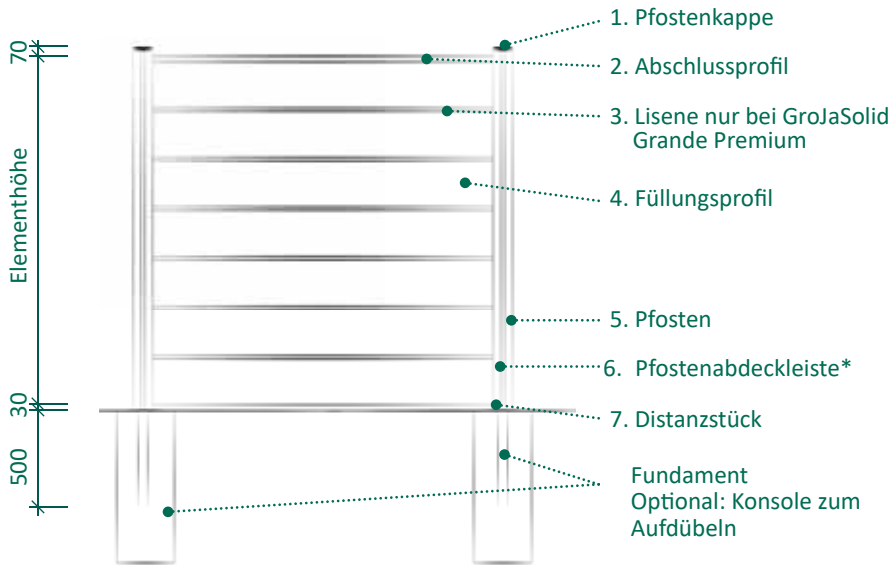 70
Elementhöhe
30
500
1. Pfostenkappe
2. Abschlussprofil
3. Lisene nur bei GroJaSolid
Grande Premium
4. Füllungsprofil
5. Pfosten
6. Pfostenabdeckleiste*
7. Distanzstück
Fundament
Optional: Konsole zum
Aufdübeln